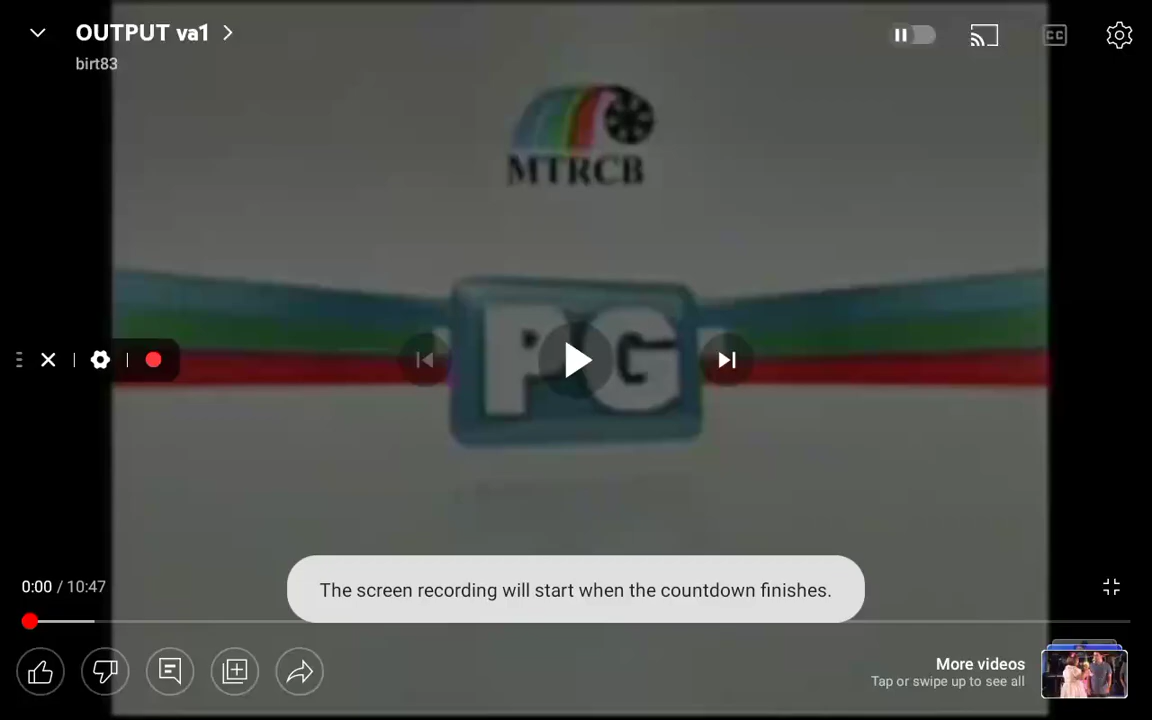 OUTPUT va1
birt83
CC
MTRCB
PG
0:00 / 10:47
The screen recording will start when the countdown finishes.
More videos
Tap or swipe up to see all